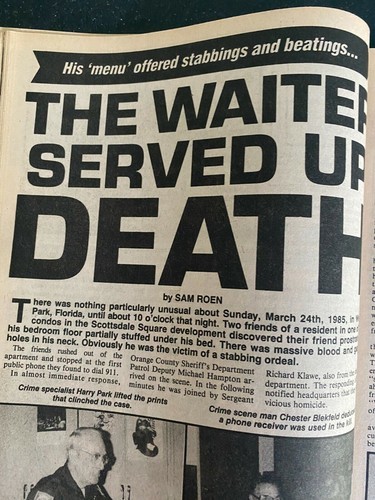 His 'menu' offered stabbings and beatings...
THE WAITER
SERVED UP
DEATH
by SAM ROEN
There was nothing particularly unusual about Sunday, March 24th, 1985, in
Park, Florida, until about 10 o'clock that night. Two friends of a resident in one
condos in the Scottsdale Square development discovered their friend
his bedroom floor partially stuffed under his bed. There was massive blood and
holes in his neck. Obviously he was the victim of a stabbing ordeal.
The friends rushed out of the
apartment and stopped at the first
public phone they found to dial 911.
In almost immediate response,
Orange County Sheriff's Department
Patrol Deputy Michael Hampton ar-
rived on the scene. In the following
minutes he was joined by Sergeant
Richard Klawe, also from
department. The responding
notified headquarters that
vicious homicide.
Crime specialist Harry Park lifted the prints
that clinched the case.
Crime scene man Chester Blekfeld
a phone receiver was used in the